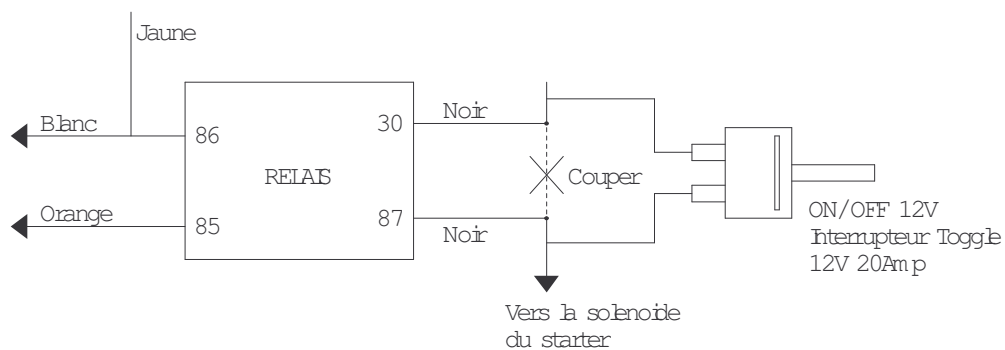 Jaune
Blanc
86
30
Noir
RELAIS
Couper
Orange
85
87
Noir
ON/OFF 12V
Interrupteur Toggle
12V 20Amp
Vers la solenoide
du starter